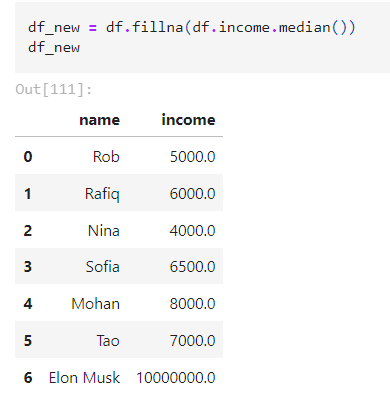 df_new = df.fillna(df.income.median())
df_new
Out[111]:
name income
0 Rob 5000.0
1 Rafiq 6000.0
2 Nina 4000.0
3 Sofia 6500.0
4 Mohan 8000.0
5 Tao 7000.0
6 Elon Musk 10000000.0